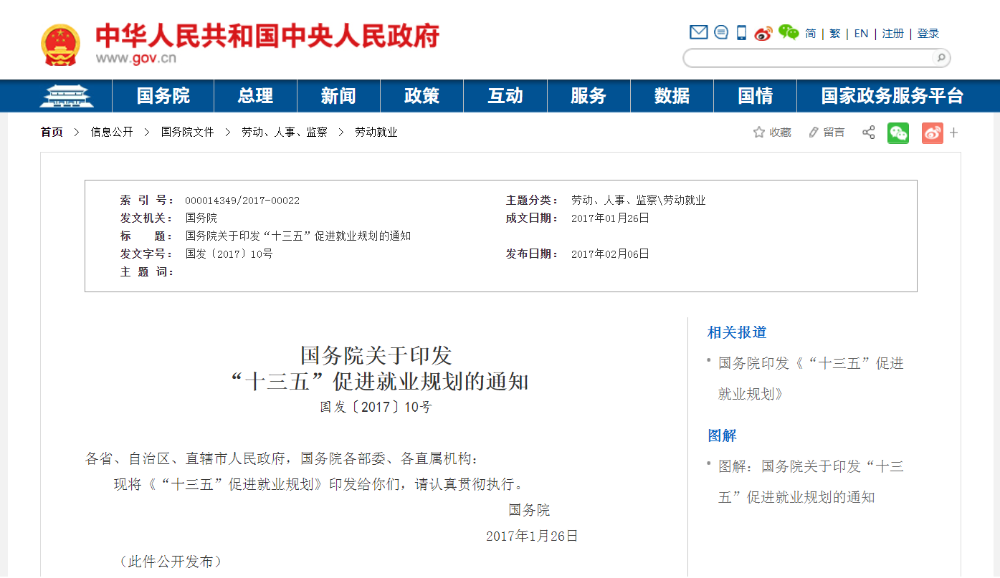 中华人民共和国中央人民政府
www.gov.cn
简 | 繁 | EN | 注册 | 登录
国务院 总理 新闻 政策 互动 服务 数据 国情 国家政务服务平台
首页 > 信息公开 > 国务院文件 > 劳动、人事、监察 > 劳动就业
收藏 留言
索 引 号： 000014349/2017-00022 主题分类： 劳动、人事、监察\劳动就业
发文机关： 国务院 成文日期： 2017年01月26日
标 题： 国务院关于印发“十三五”促进就业规划的通知
发文字号： 国发〔2017〕10号 发布日期： 2017年02月06日
主 题 词：
国务院关于印发
“十三五”促进就业规划的通知
国发〔2017〕10号
各省、自治区、直辖市人民政府，国务院各部委、各直属机构：
现将《“十三五”促进就业规划》印发给你们，请认真贯彻执行。
国务院
2017年1月26日
（此件公开发布）
相关报道
国务院印发《“十三五”促进
就业规划》
图解
图解：国务院关于印发“十三
五”促进就业规划的通知